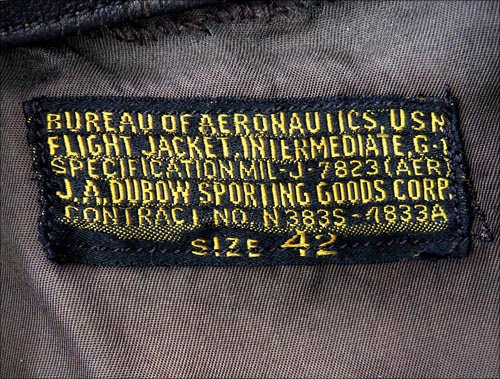 BUREAU OF AERONAUTICS, USN
FLIGHT JACKET, INTERMEDIATE, G-1
SPECIFICATION MIL-J-7823 (AER)
J.A. DUBOW SPORTING GOODS CORP.
CONTRACT NO. N383S-4833A
SIZE 42